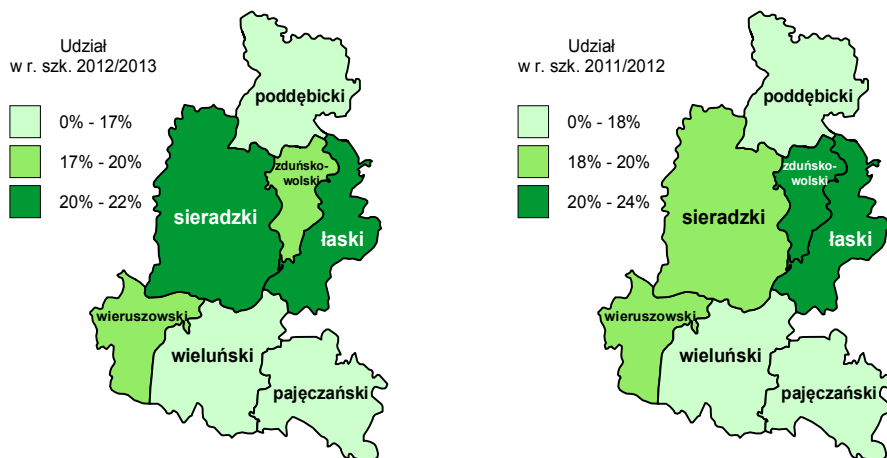 Udział
w r. szk. 2012/2013
0% - 17%
17% - 20%
20% - 22%
poddębicki
zduńsko-
wolski
sieradzki
łaski
wieruszowski
wieluński
pajęczański
Udział
w r. szk. 2011/2012
0% - 18%
18% - 20%
20% - 24%
poddębicki
zduńsko-
wolski
sieradzki
łaski
wieruszowski
wieluński
pajęczański